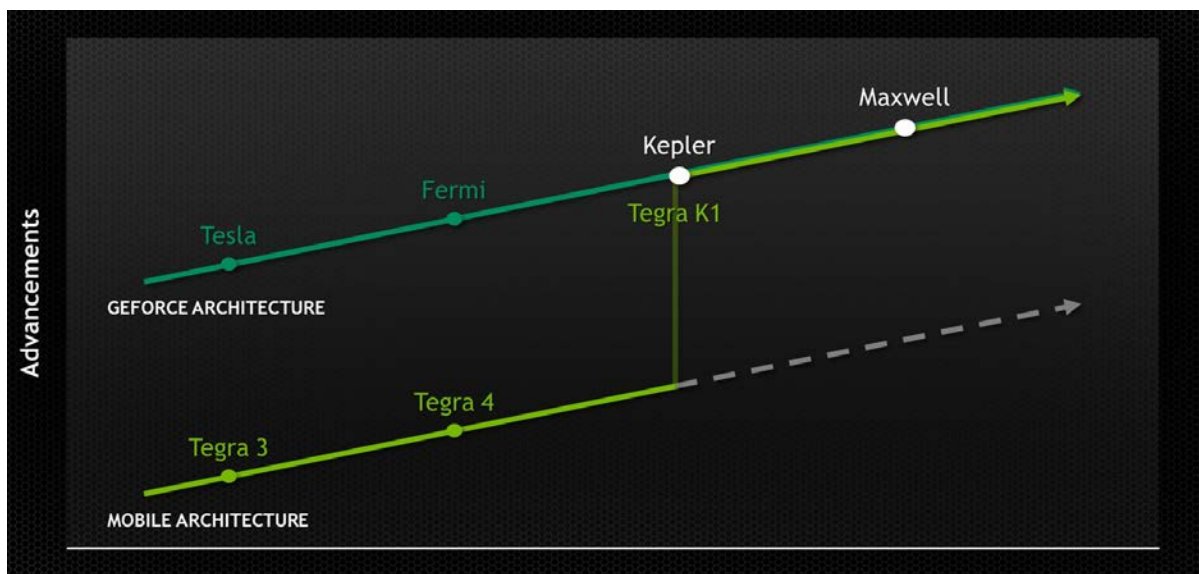 Maxwell
Kepler
Tegra K1
Fermi
Tesla
GEFORCE ARCHITECTURE
Advancements
Tegra 4
Tegra 3
MOBILE ARCHITECTURE